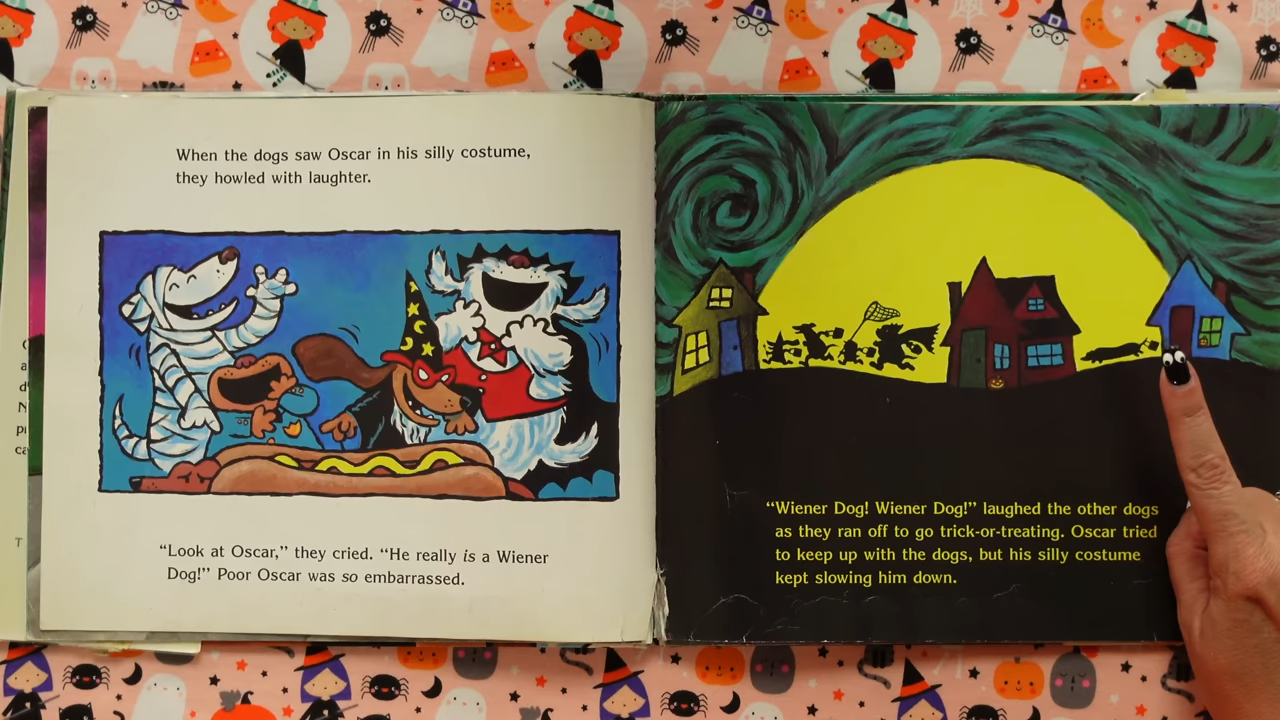 When the dogs saw Oscar in his silly costume,
they howled with laughter.
"Look at Oscar," they cried. "He really is a Wiener
Dog!" Poor Oscar was so embarrassed.
"Wiener Dog! Wiener Dog!" laughed the other dogs
as they ran off to go trick-or-treating. Oscar tried
to keep up with the dogs, but his silly costume
kept slowing him down.